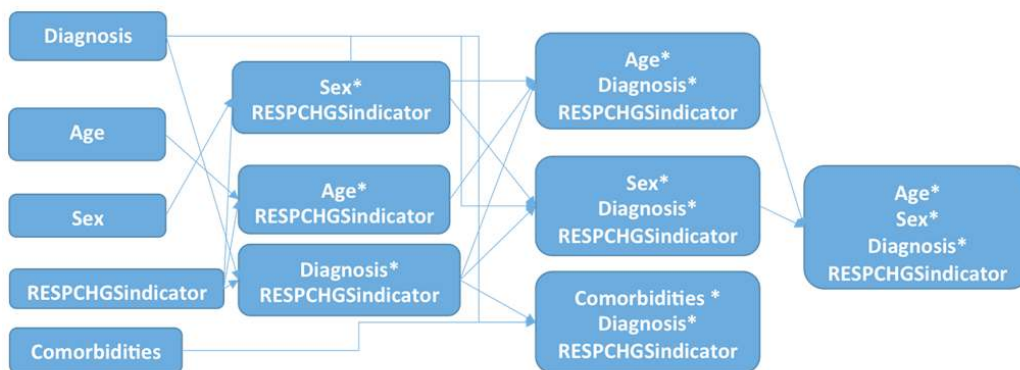 Diagnosis
Age
Sex
RESPCHGSindicator
Comorbidities
Sex*
RESPCHGSindicator
Age*
RESPCHGSindicator
Diagnosis*
RESPCHGSindicator
Age*
Diagnosis*
RESPCHGSindicator
Sex*
Diagnosis*
RESPCHGSindicator
Comorbidities *
Diagnosis*
RESPCHGSindicator
Age*
Sex*
Diagnosis*
RESPCHGSindicator